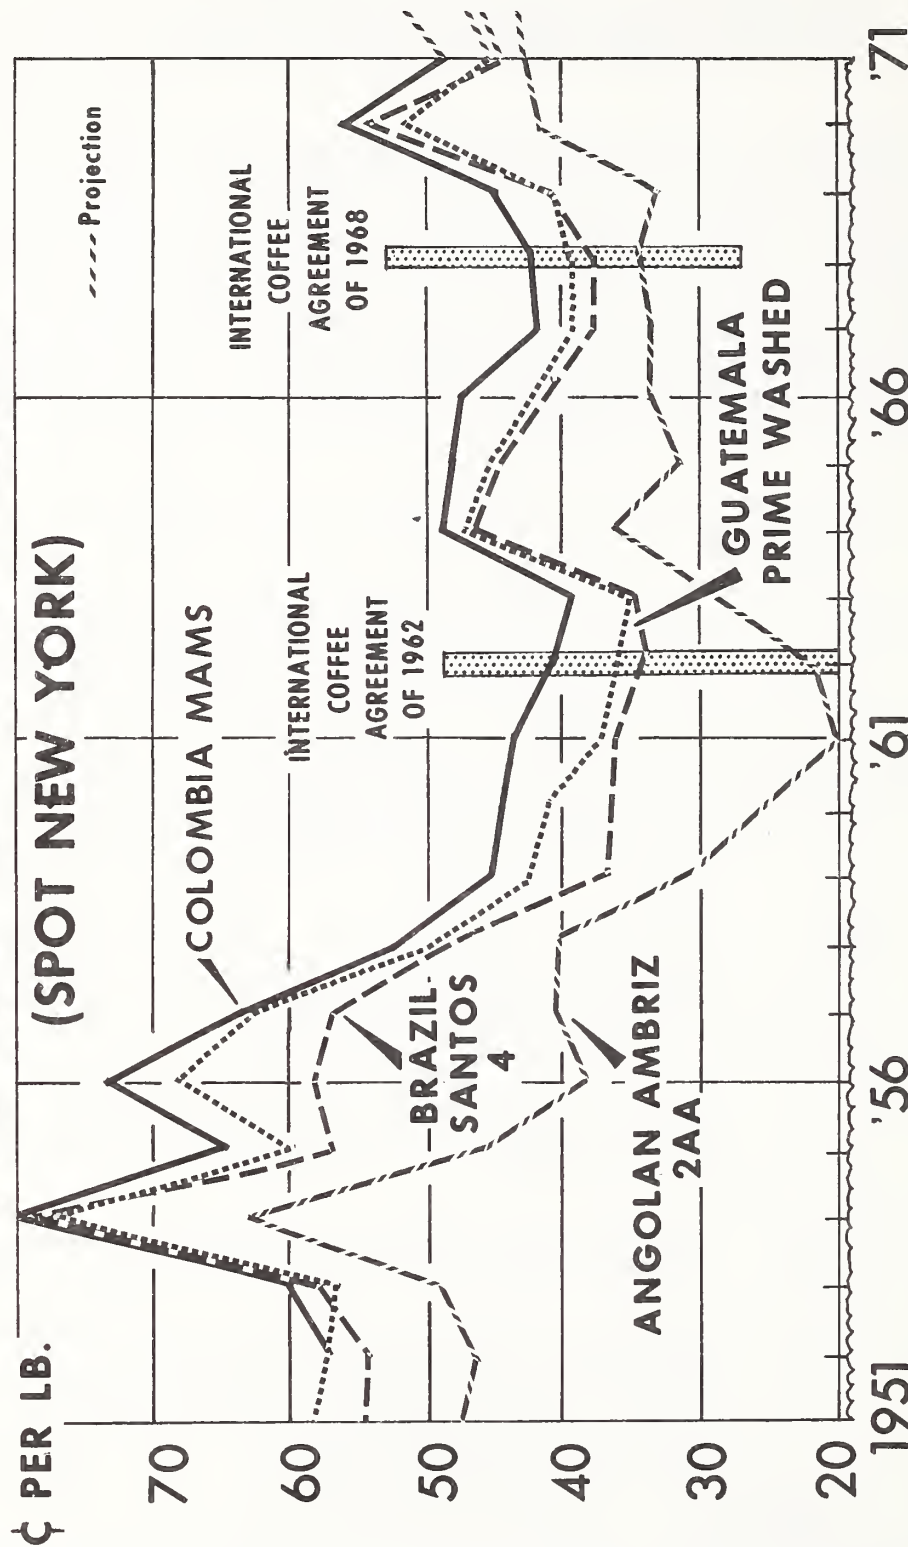 ¢ PER LB.
(SPOT NEW YORK)
Projection
COLOMBIA MAMS
INTERNATIONAL
COFFEE
AGREEMENT
OF 1962
INTERNATIONAL
COFFEE
AGREEMENT
OF 1968
BRAZIL
SANTOS
4
ANGOLAN AMBRIZ
2AA
GUATEMALA
PRIME WASHED
70
60
50
40
30
20
1951 '56 '61 '66 '71